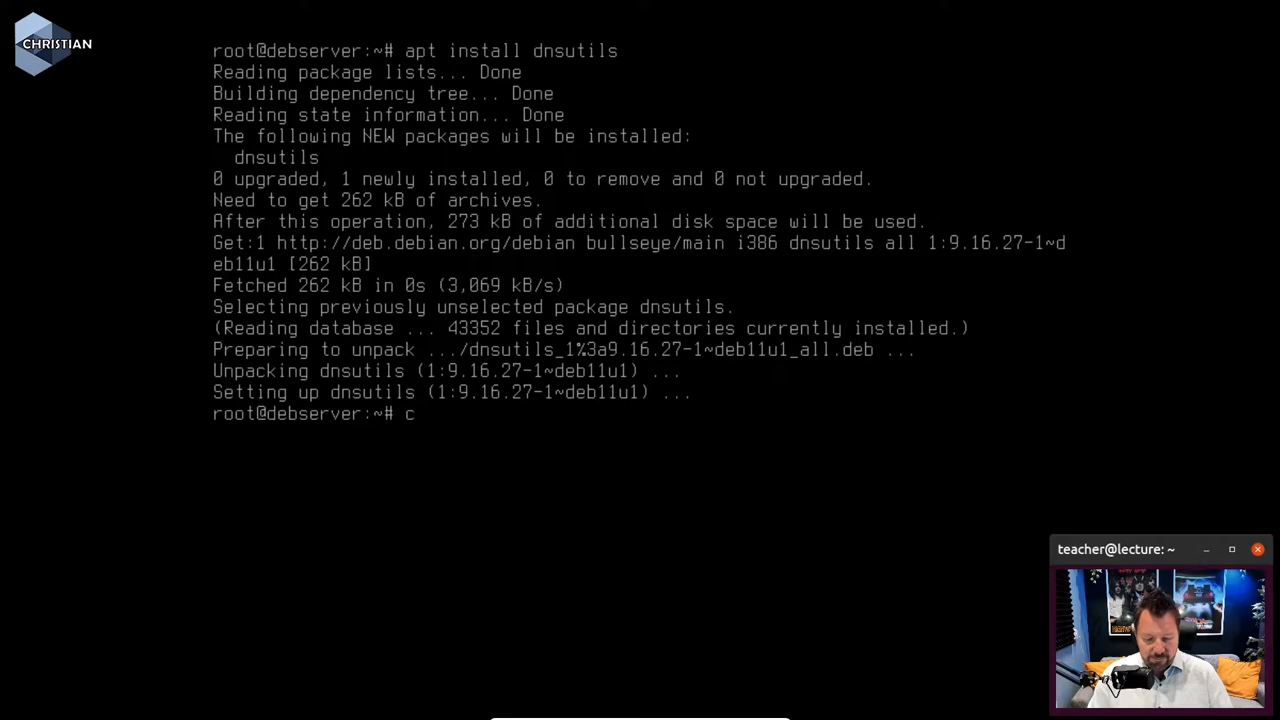 CHRISTIAN
root@debserver:~# apt install dnsutils
Reading package lists... Done
Building dependency tree... Done
Reading state information... Done
The following NEW packages will be installed:
  dnsutils
0 upgraded, 1 newly installed, 0 to remove and 0 not upgraded.
Need to get 262 kB of archives.
After this operation, 273 kB of additional disk space will be used.
Get:1 http://deb.debian.org/debian bullseye/main i386 dnsutils all 1:9.16.27-1~d
eb11u1 [262 kB]
Fetched 262 kB in 0s (3,069 kB/s)
Selecting previously unselected package dnsutils.
(Reading database ... 43352 files and directories currently installed.)
Preparing to unpack .../dnsutils_1%3a9.16.27-1~deb11u1_all.deb ...
Unpacking dnsutils (1:9.16.27-1~deb11u1) ...
Setting up dnsutils (1:9.16.27-1~deb11u1) ...
root@debserver:~# c
teacher@lecture: ~